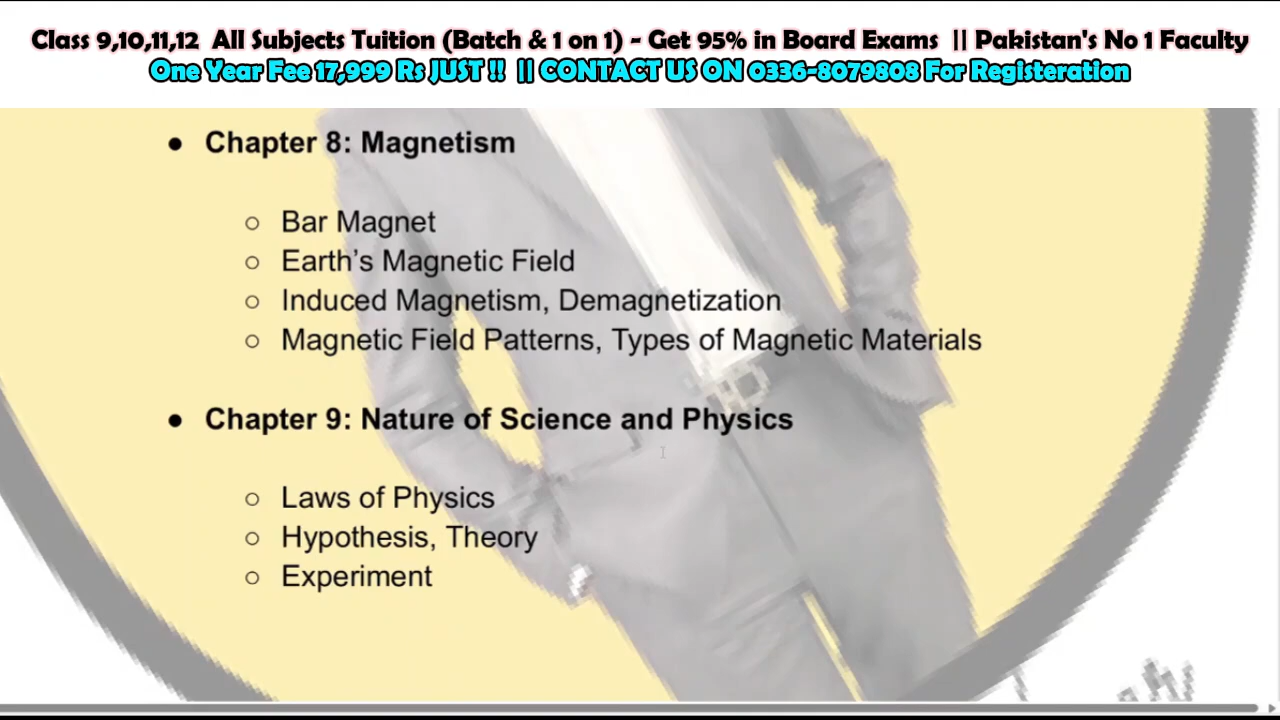 Class 9,10,11,12 All Subjects Tuition (Batch & 1 on 1) - Get 95% in Board Exams || Pakistan's No 1 Faculty
One Year Fee 17,999 Rs JUST !! || CONTACT US ON 0336-8079808 For Registeration
● Chapter 8: Magnetism
○ Bar Magnet
○ Earth’s Magnetic Field
○ Induced Magnetism, Demagnetization
○ Magnetic Field Patterns, Types of Magnetic Materials
● Chapter 9: Nature of Science and Physics
○ Laws of Physics
○ Hypothesis, Theory
○ Experiment